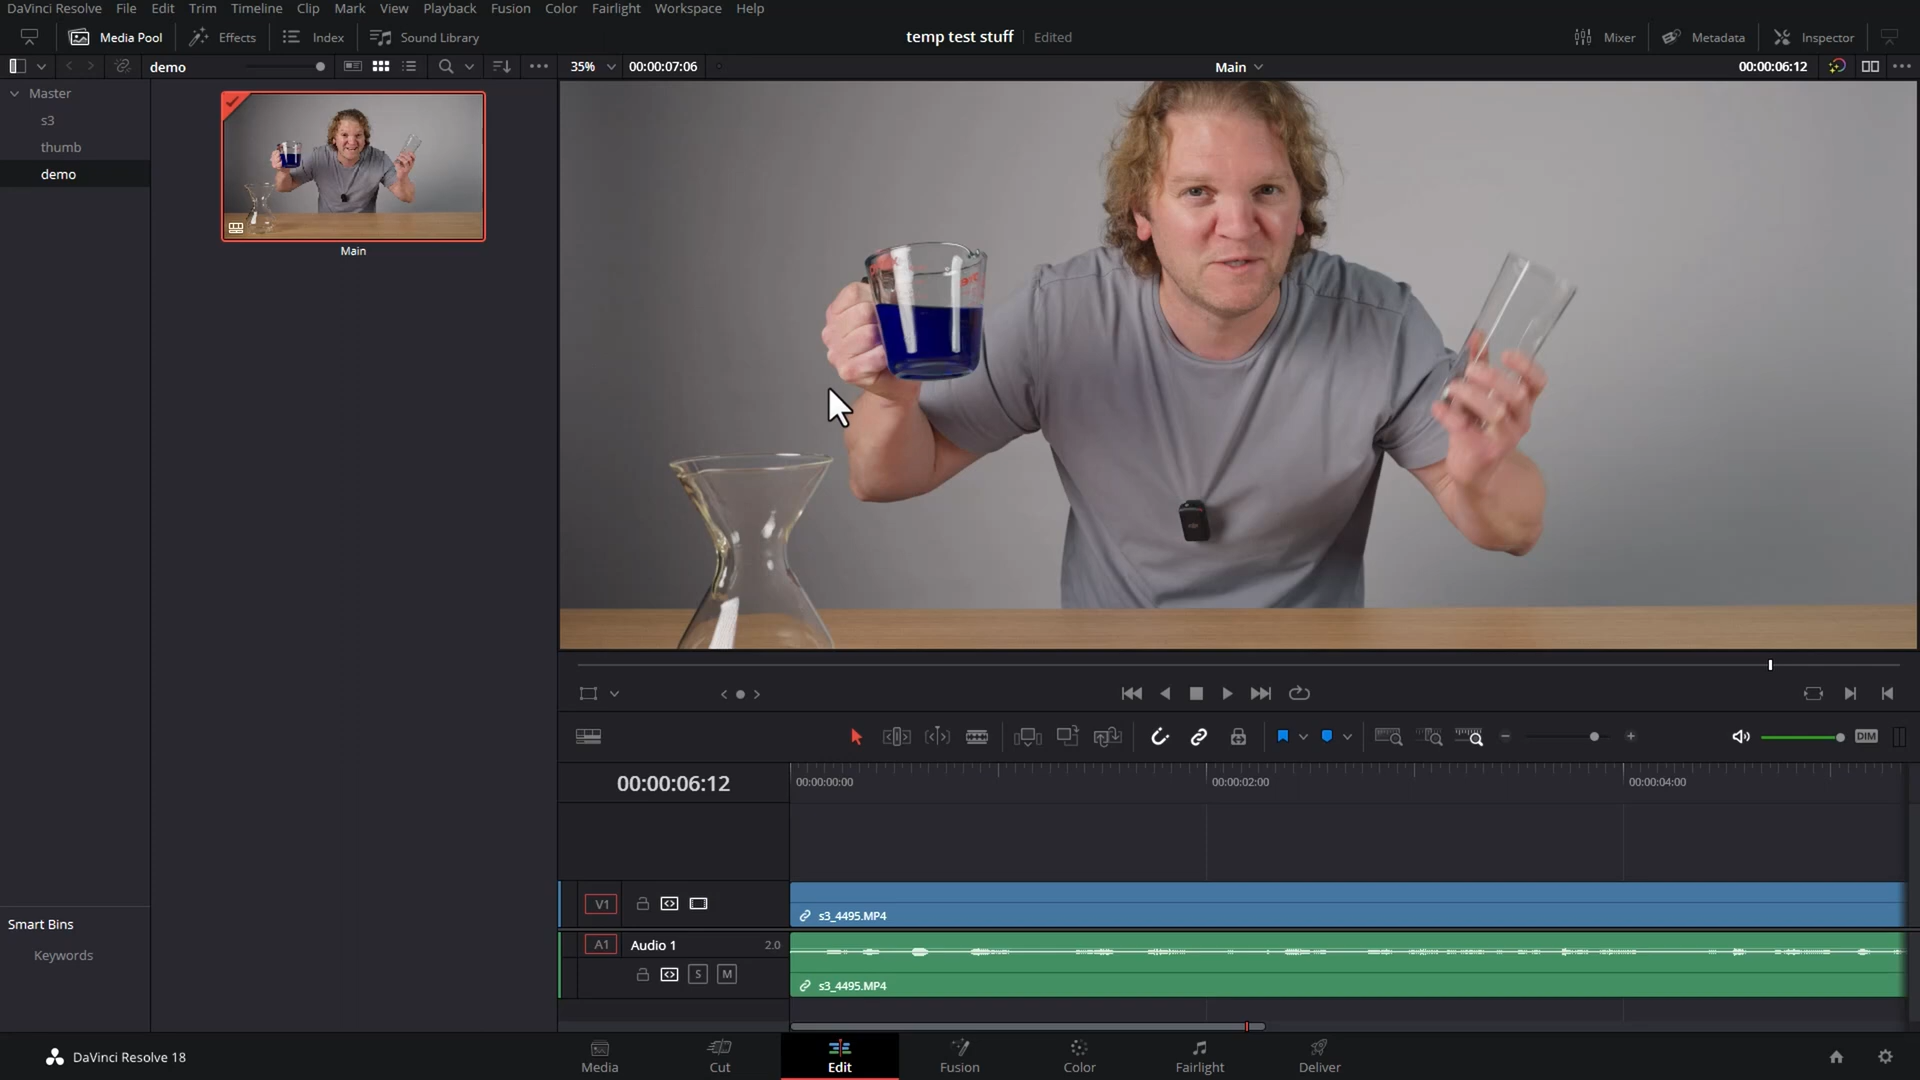 DaVinci Resolve File Edit Trim Timeline Clip Mark View Playback Fusion Color Fairlight Workspace Help
Media Pool Effects Index Sound Library temp test stuff Edited Mixer Metadata Inspector
demo 35% 00:00:07:06 Main 00:00:06:12
Master
s3
thumb
demo
Main
DIM
00:00:06:12 00:00:00:00 00:00:02:00 00:00:04:00
V1
s3_4495.MP4
A1 Audio 1 2.0
S M
s3_4495.MP4
Smart Bins
Keywords
DaVinci Resolve 18
Media Cut Edit Fusion Color Fairlight Deliver